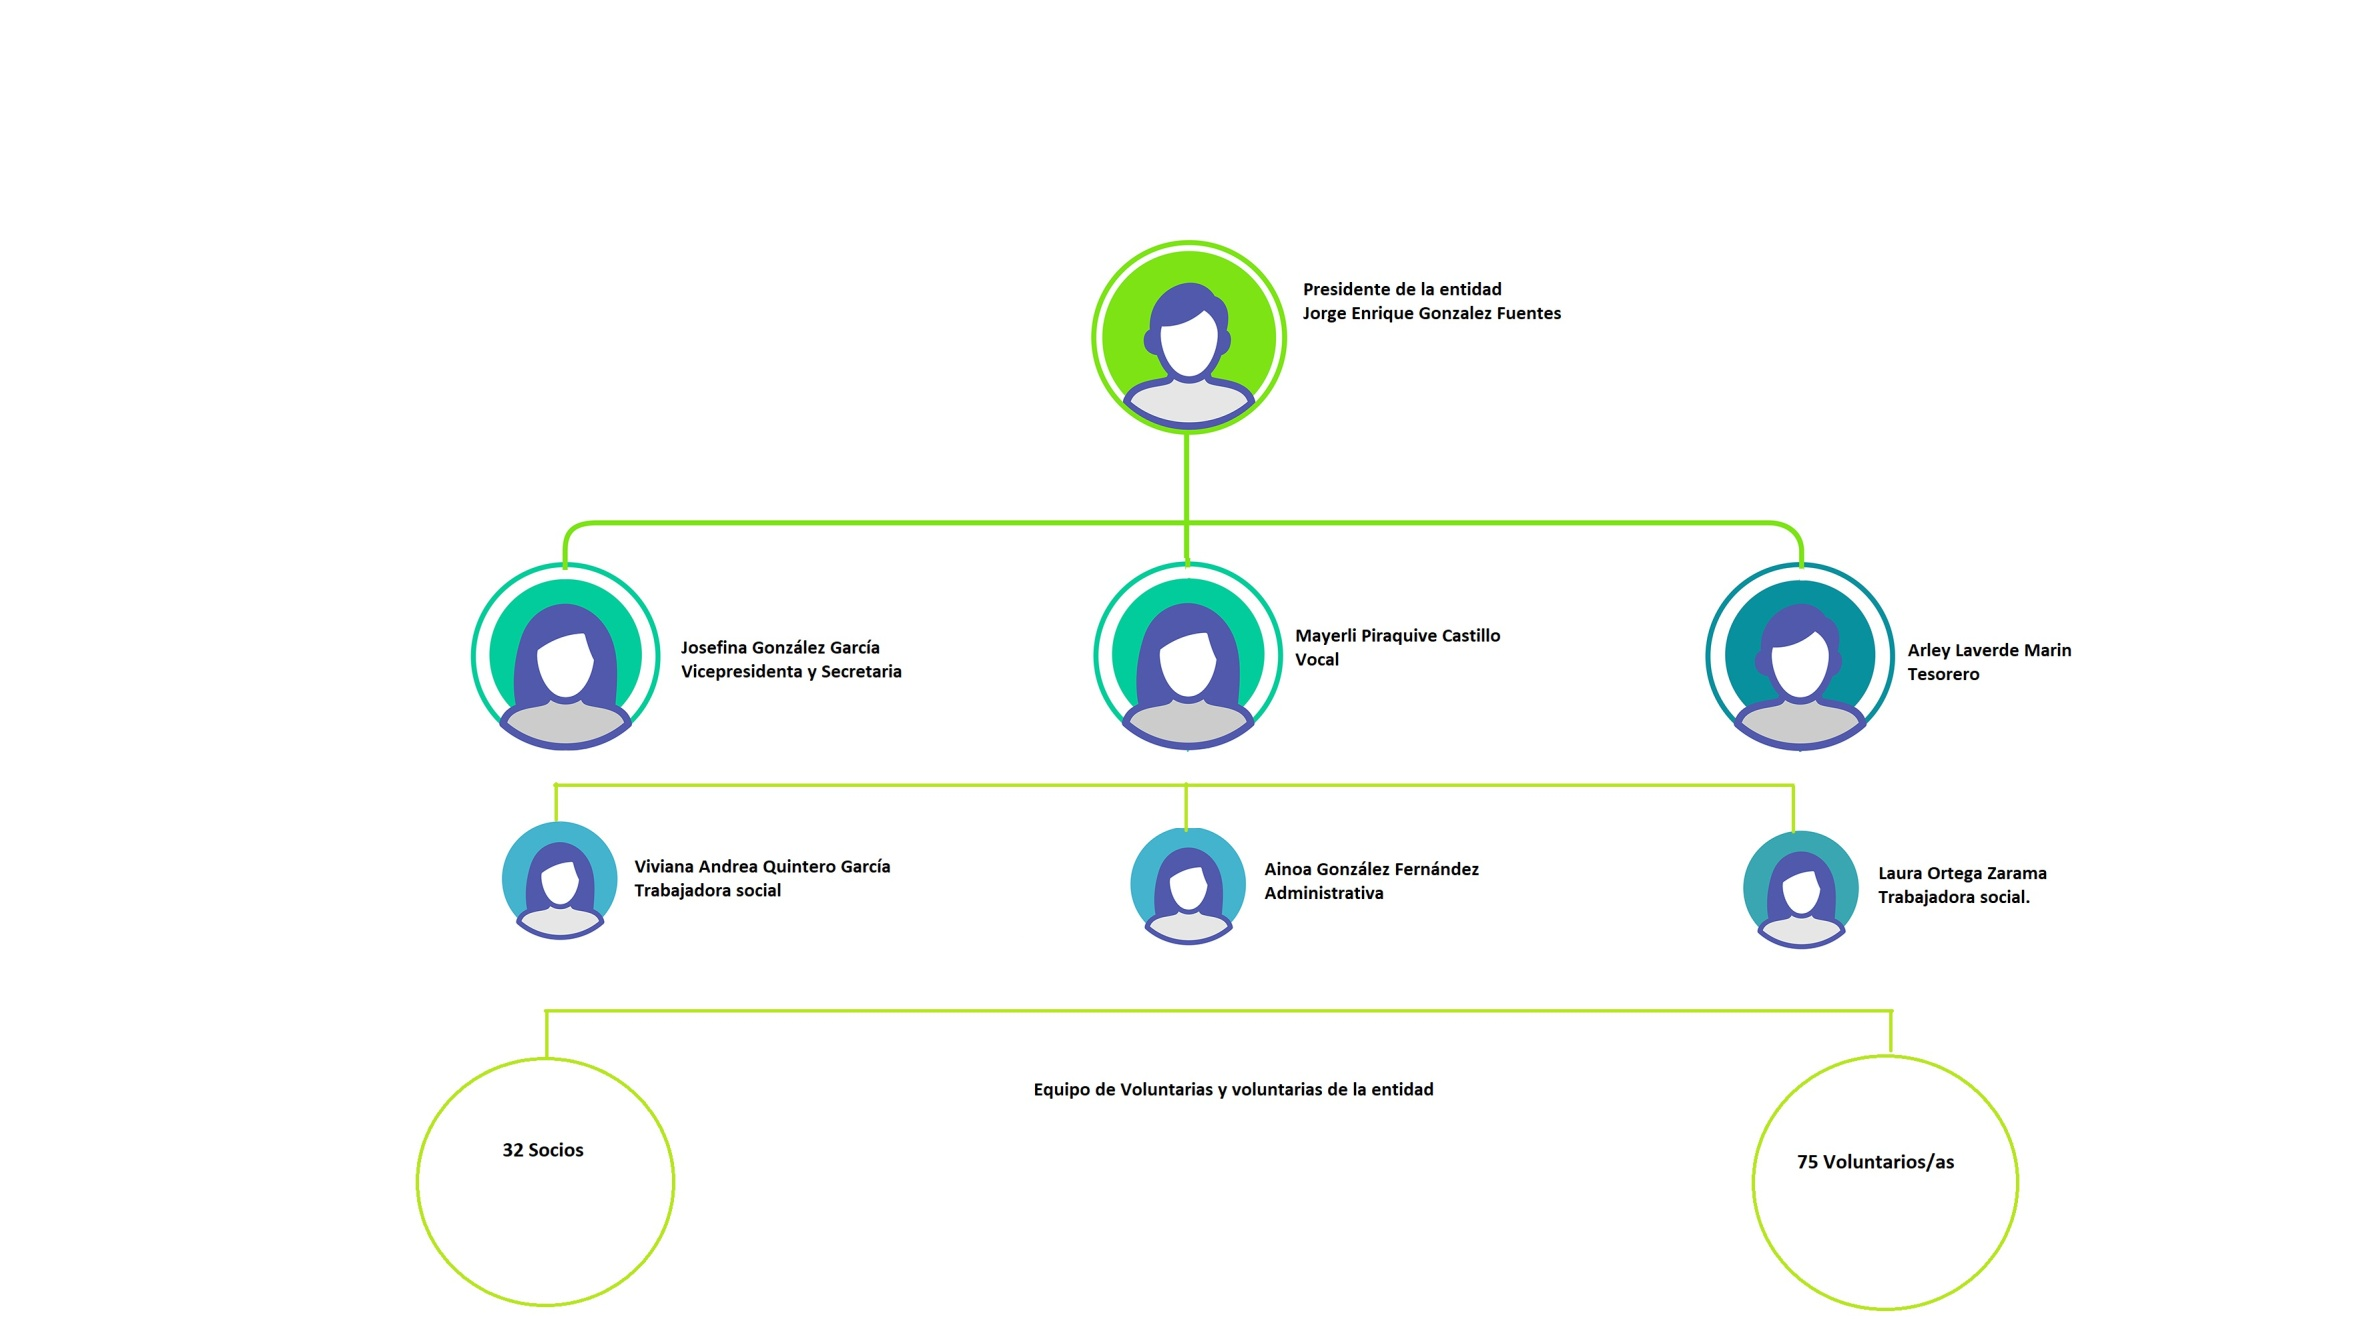 Presidente de la entidad
Jorge Enrique Gonzalez Fuentes
Josefina González García
Vicepresidenta y Secretaria
Mayerli Piraquive Castillo
Vocal
Arley Laverde Marin
Tesorero
Viviana Andrea Quintero García
Trabajadora social
Ainoa González Fernández
Administrativa
Laura Ortega Zarama
Trabajadora social.
Equipo de Voluntarias y voluntarias de la entidad
32 Socios
75 Voluntarios/as